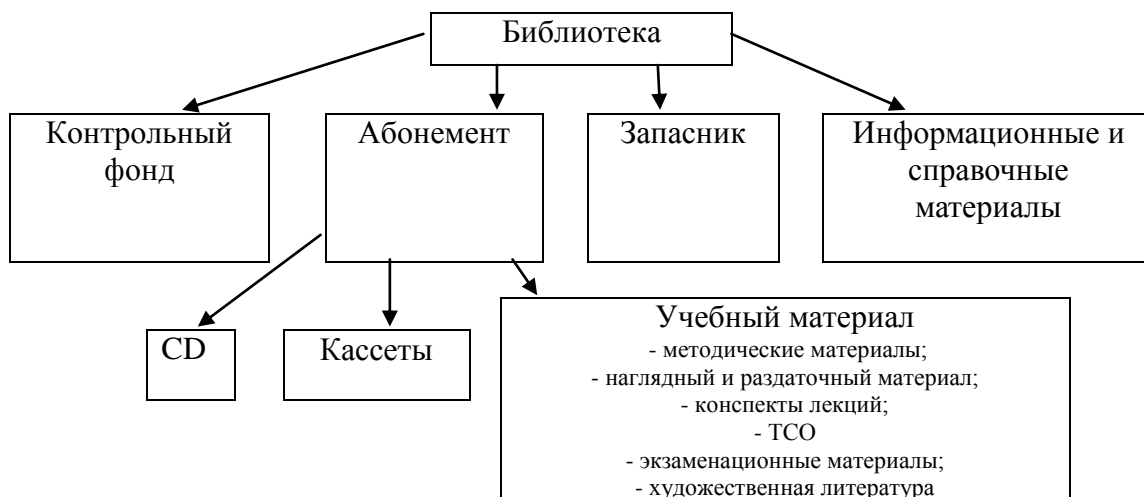 Библиотека
Контрольный
фонд
Абонемент
Запасник
Информационные и
справочные
материалы
CD
Кассеты
Учебный материал
- методические материалы;
- наглядный и раздаточный материал;
- конспекты лекций;
- ТСО
- экзаменационные материалы;
- художественная литература